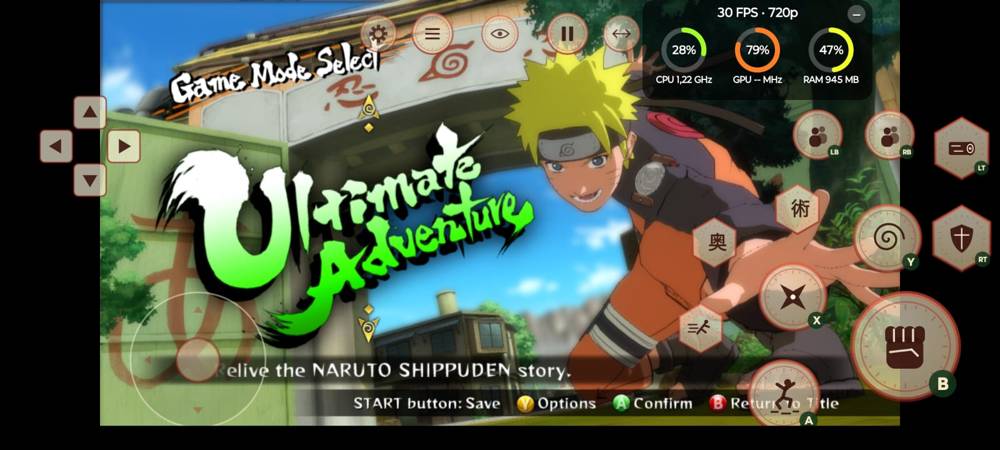 30 FPS · 720p
28%
79%
47%
CPU 1,22 GHz
GPU -- MHz
RAM 945 MB
Game Mode Select
忍
Ultimate
Adventure
LB
RB
LT
術
奥
Y
RT
X
B
A
elive the NARUTO SHIPPUDEN story.
START button: Save
Y Options
A Confirm
B Return to Title